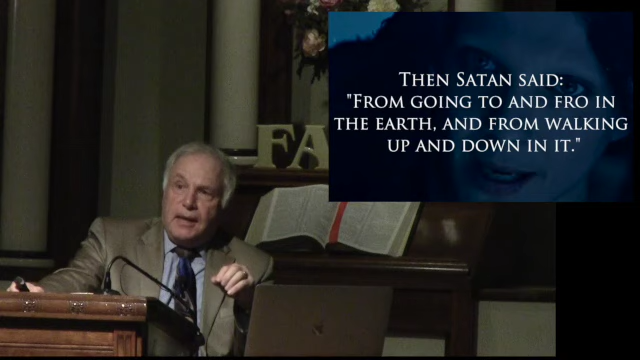 THEN SATAN SAID:
"FROM GOING TO AND FRO IN
THE EARTH, AND FROM WALKING
UP AND DOWN IN IT."
FA